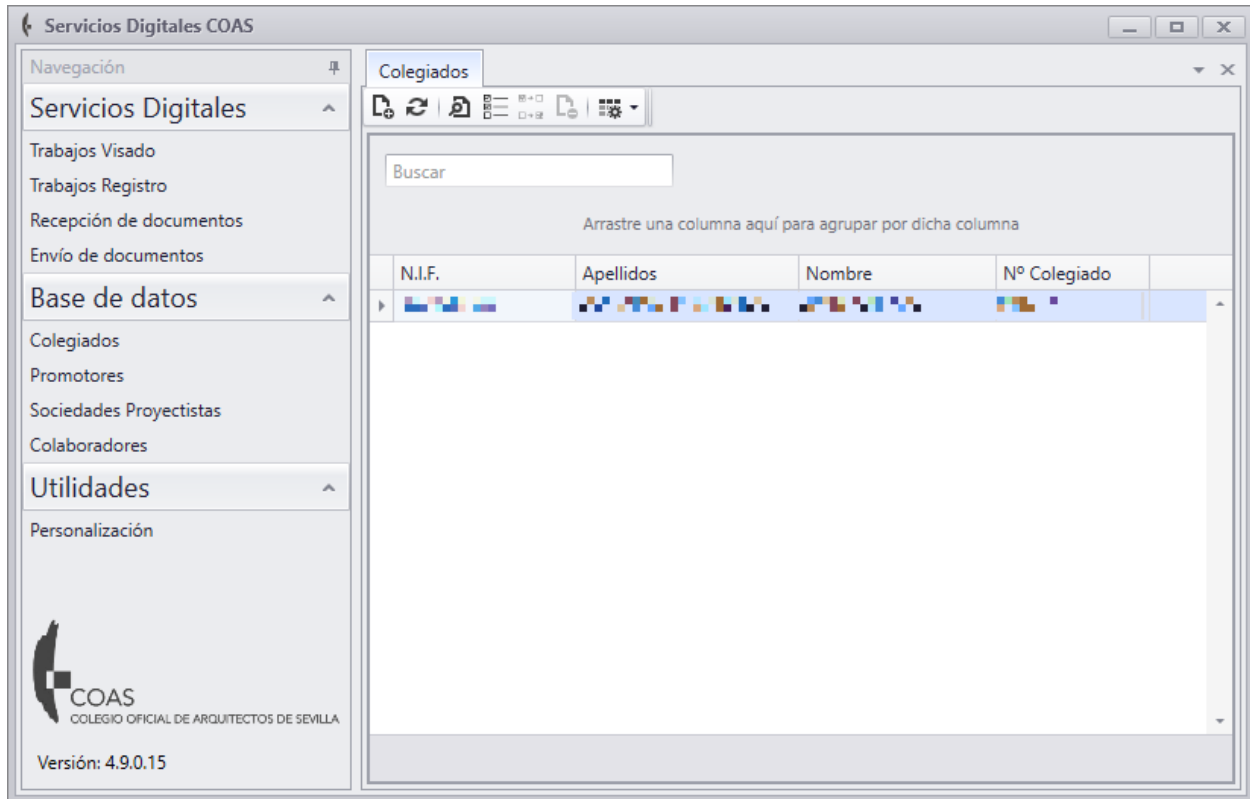 Servicios Digitales COAS
Navegación
Servicios Digitales
Trabajos Visado
Trabajos Registro
Recepción de documentos
Envío de documentos
Base de datos
Colegiados
Promotores
Sociedades Proyectistas
Colaboradores
Utilidades
Personalización
COAS
COLEGIO OFICIAL DE ARQUITECTOS DE SEVILLA
Versión: 4.9.0.15
Colegiados
Buscar
Arrastre una columna aquí para agrupar por dicha columna
N.I.F. Apellidos Nombre Nº Colegiado